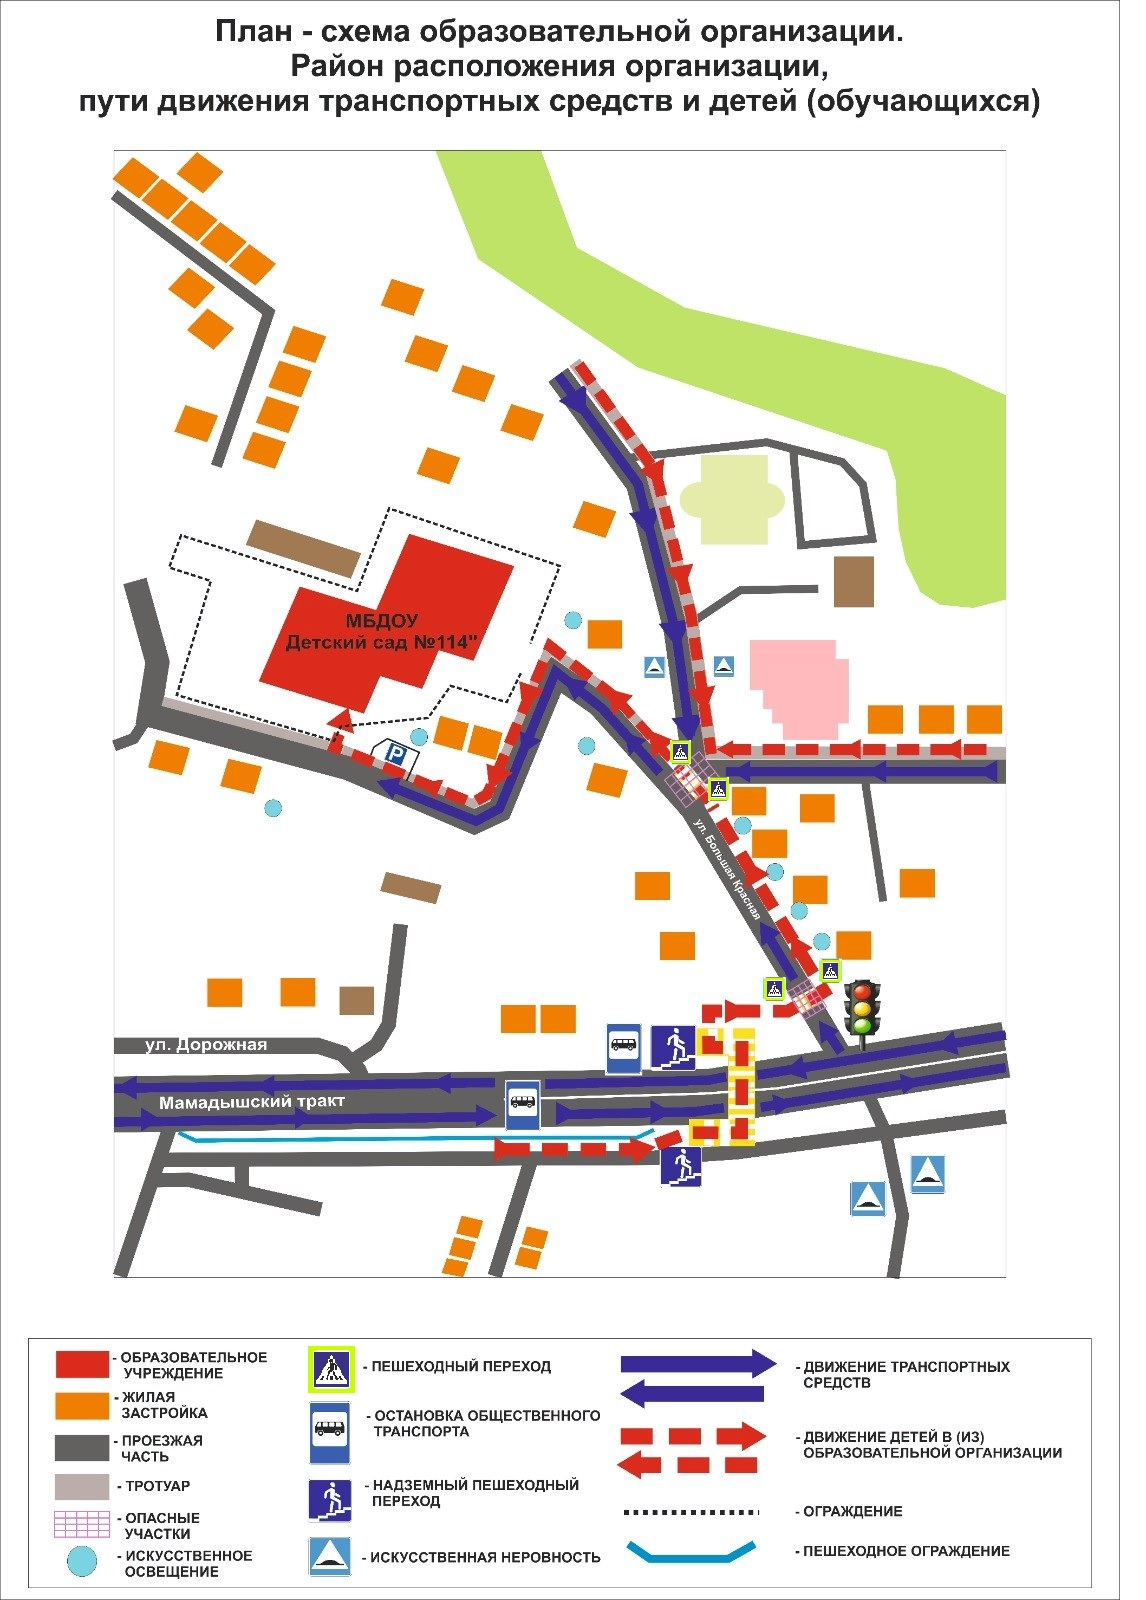 План - схема образовательной организации.
Район расположения организации,
пути движения транспортных средств и детей (обучающихся)
МБДОУ
Детский сад №114"
P
ул. Большая Красная
ул. Дорожная
Мамадышский тракт
- ОБРАЗОВАТЕЛЬНОЕ
УЧРЕЖДЕНИЕ
- ЖИЛАЯ
ЗАСТРОЙКА
- ПРОЕЗЖАЯ
ЧАСТЬ
- ТРОТУАР
- ОПАСНЫЕ
УЧАСТКИ
- ИСКУССТВЕННОЕ
ОСВЕЩЕНИЕ
- ПЕШЕХОДНЫЙ ПЕРЕХОД
- ОСТАНОВКА ОБЩЕСТВЕННОГО
ТРАНСПОРТА
- НАДЗЕМНЫЙ ПЕШЕХОДНЫЙ
ПЕРЕХОД
- ИСКУССТВЕННАЯ НЕРОВНОСТЬ
- ДВИЖЕНИЕ ТРАНСПОРТНЫХ
СРЕДСТВ
- ДВИЖЕНИЕ ДЕТЕЙ В (ИЗ)
ОБРАЗОВАТЕЛЬНОЙ ОРГАНИЗАЦИИ
- ОГРАЖДЕНИЕ
- ПЕШЕХОДНОЕ ОГРАЖДЕНИЕ